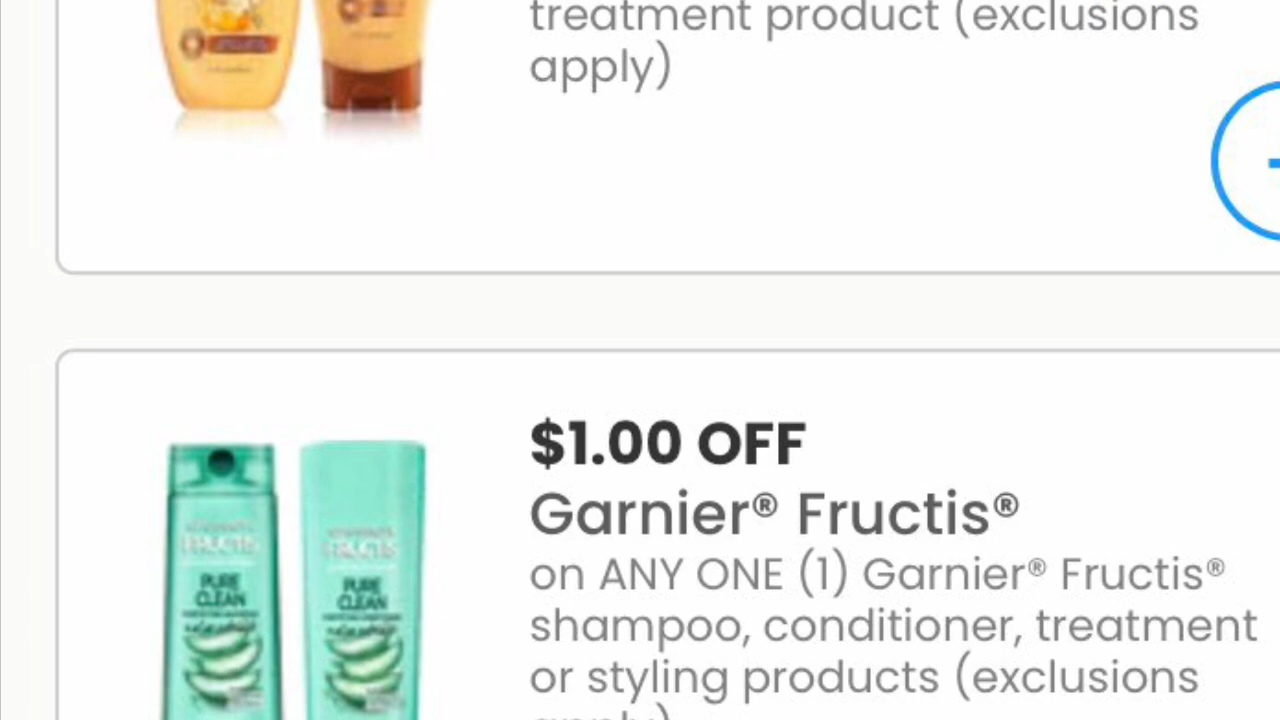 treatment product (exclusions
apply)
$1.00 OFF
Garnier® Fructis®
on ANY ONE (1) Garnier® Fructis®
shampoo, conditioner, treatment
or styling products (exclusions
apply)
FRUCTIS
PURE
CLEAN
FRUCTIS
PURE
CLEAN